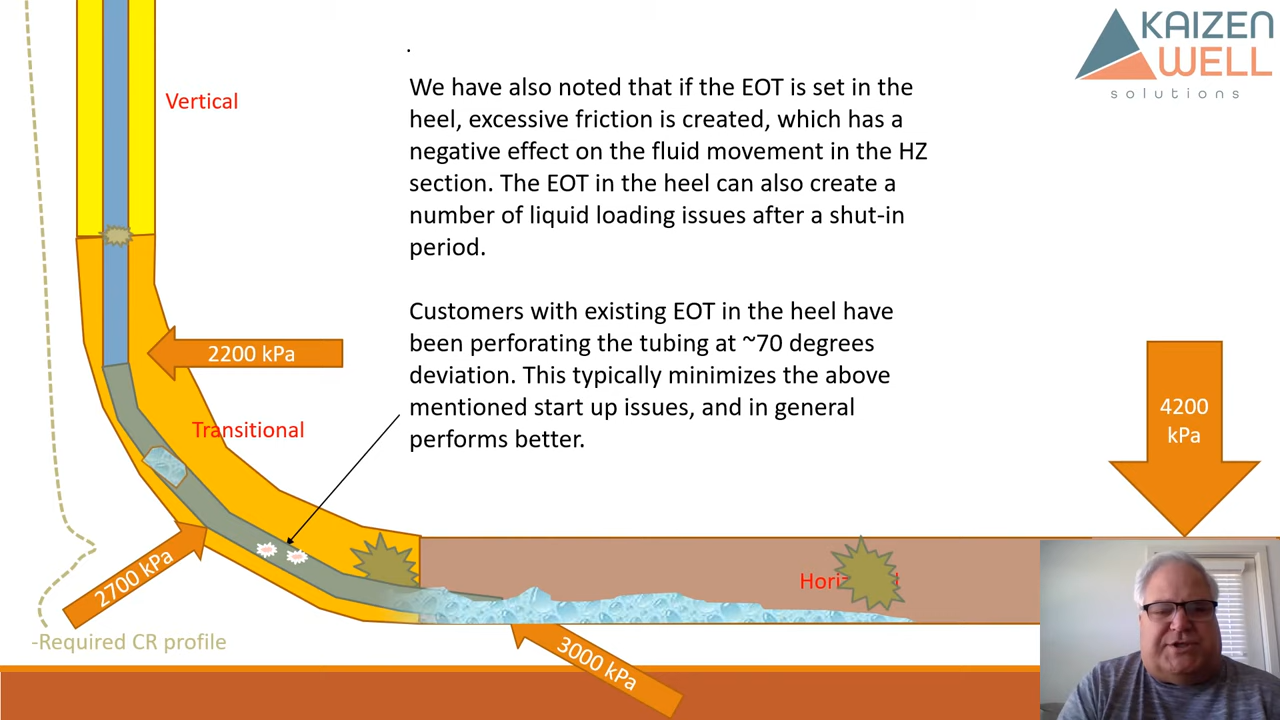 KAIZEN
WELL
solutions
.
We have also noted that if the EOT is set in the
heel, excessive friction is created, which has a
negative effect on the fluid movement in the HZ
section. The EOT in the heel can also create a
number of liquid loading issues after a shut-in
period.
Customers with existing EOT in the heel have
been perforating the tubing at ~70 degrees
deviation. This typically minimizes the above
mentioned start up issues, and in general
performs better.
Vertical
2200 kPa
Transitional
4200
kPa
2700 kPa
3000 kPa
-Required CR profile